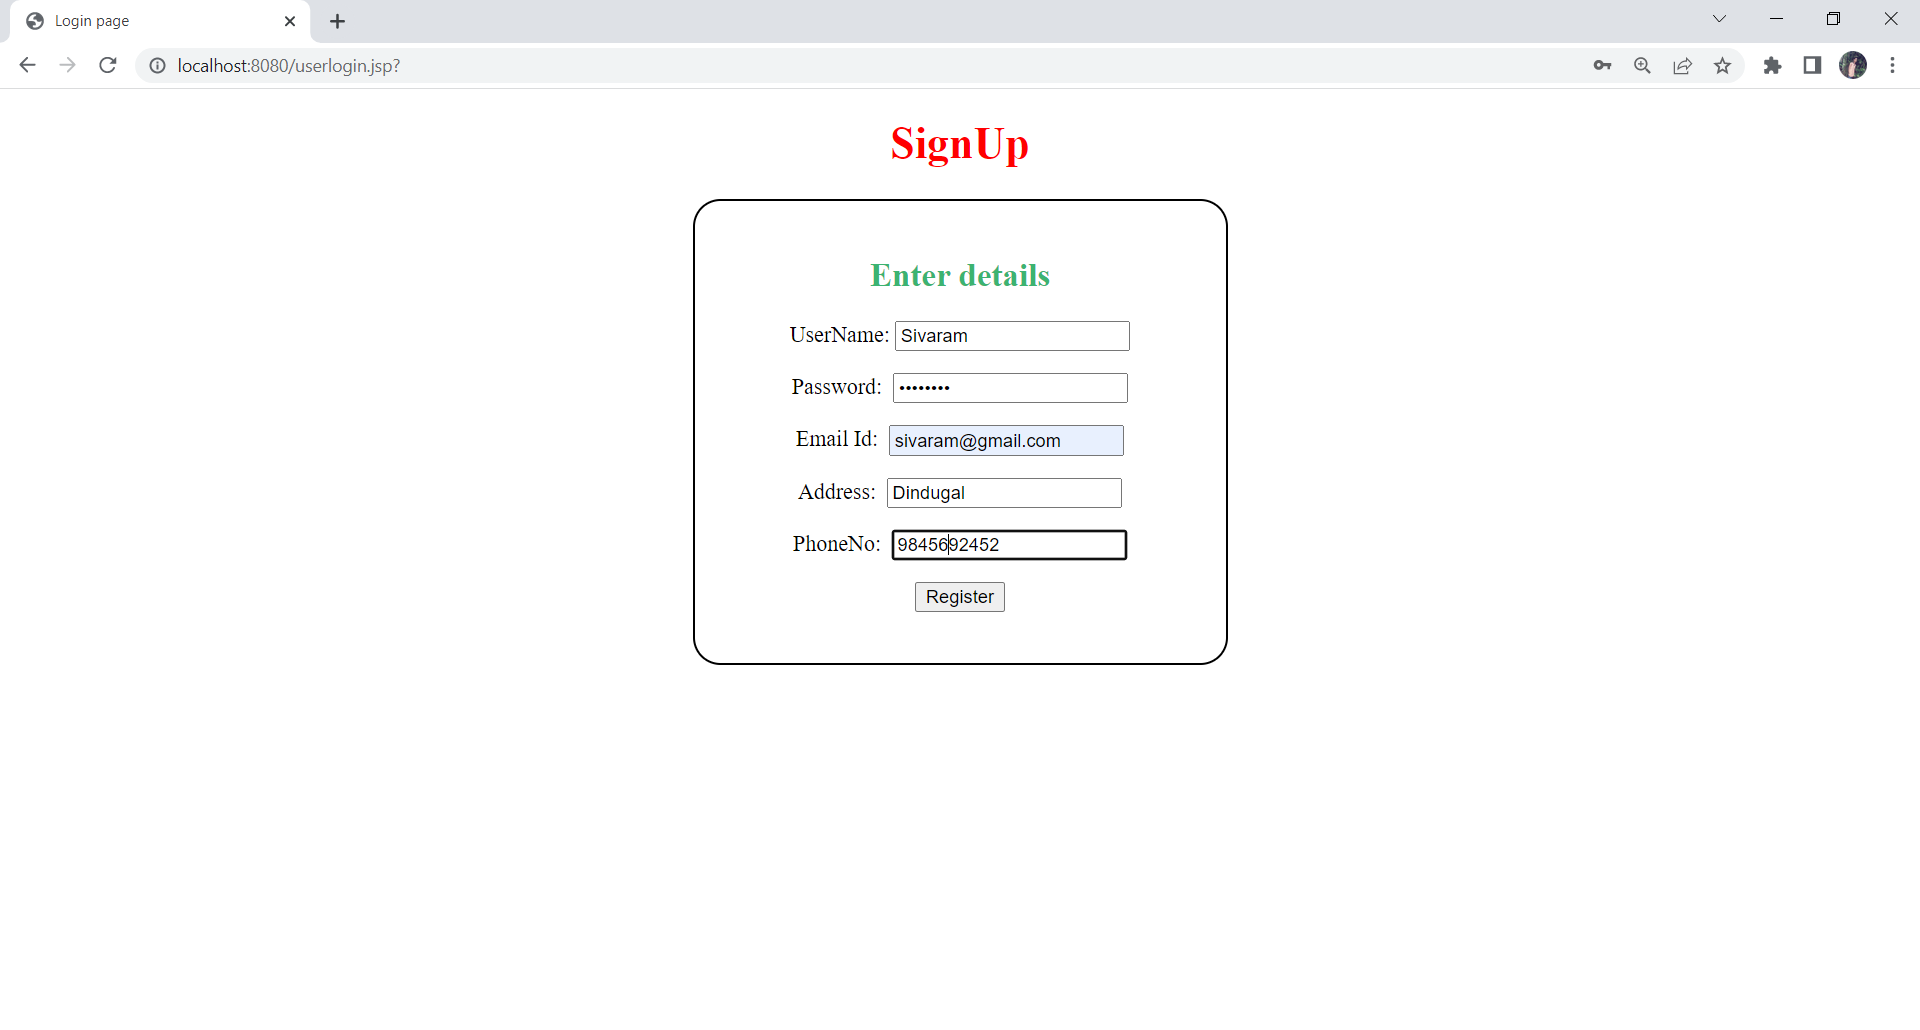 Login page
localhost:8080/userlogin.jsp?
SignUp
Enter details
UserName: Sivaram
Password: ••••••••
Email Id: sivaram@gmail.com
Address: Dindugal
PhoneNo: 9845692452
Register